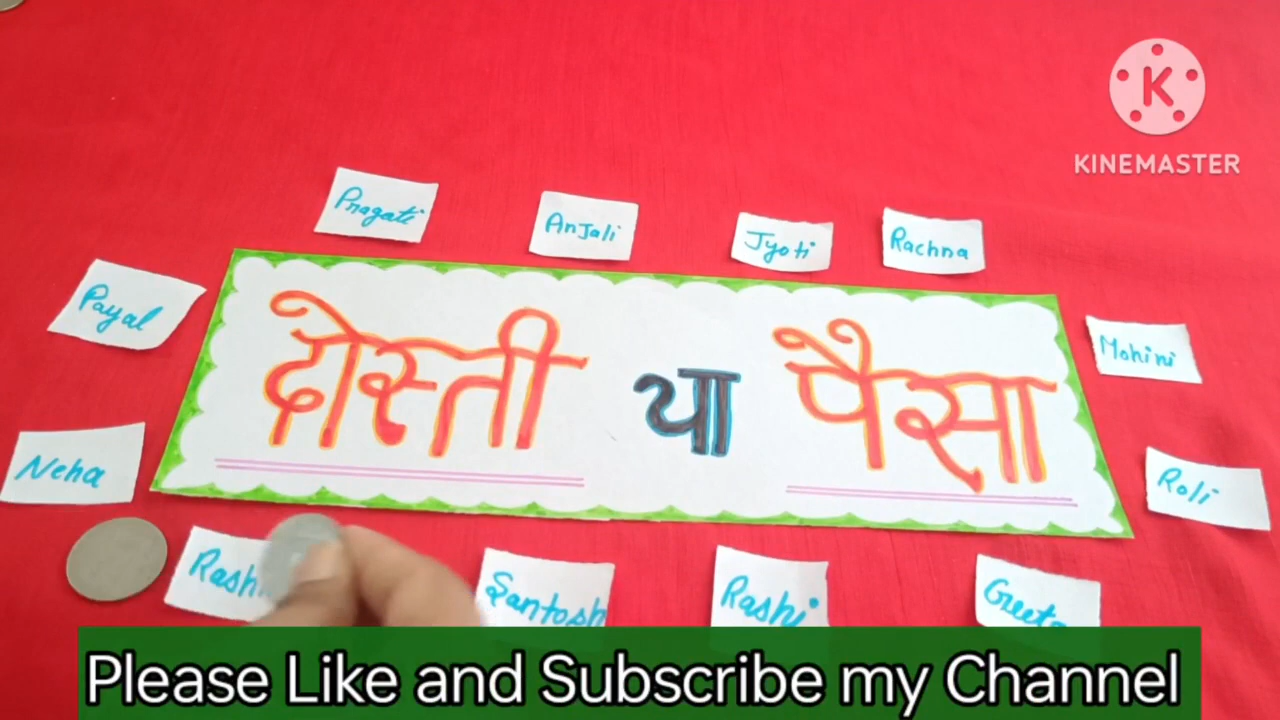 KINEMASTER
Pragati
Anjali
Jyoti
Rachna
Payal
Mohini
दोस्ती या पैसा
Neha
Roli
Santosh
Rashi
Please Like and Subscribe my Channel